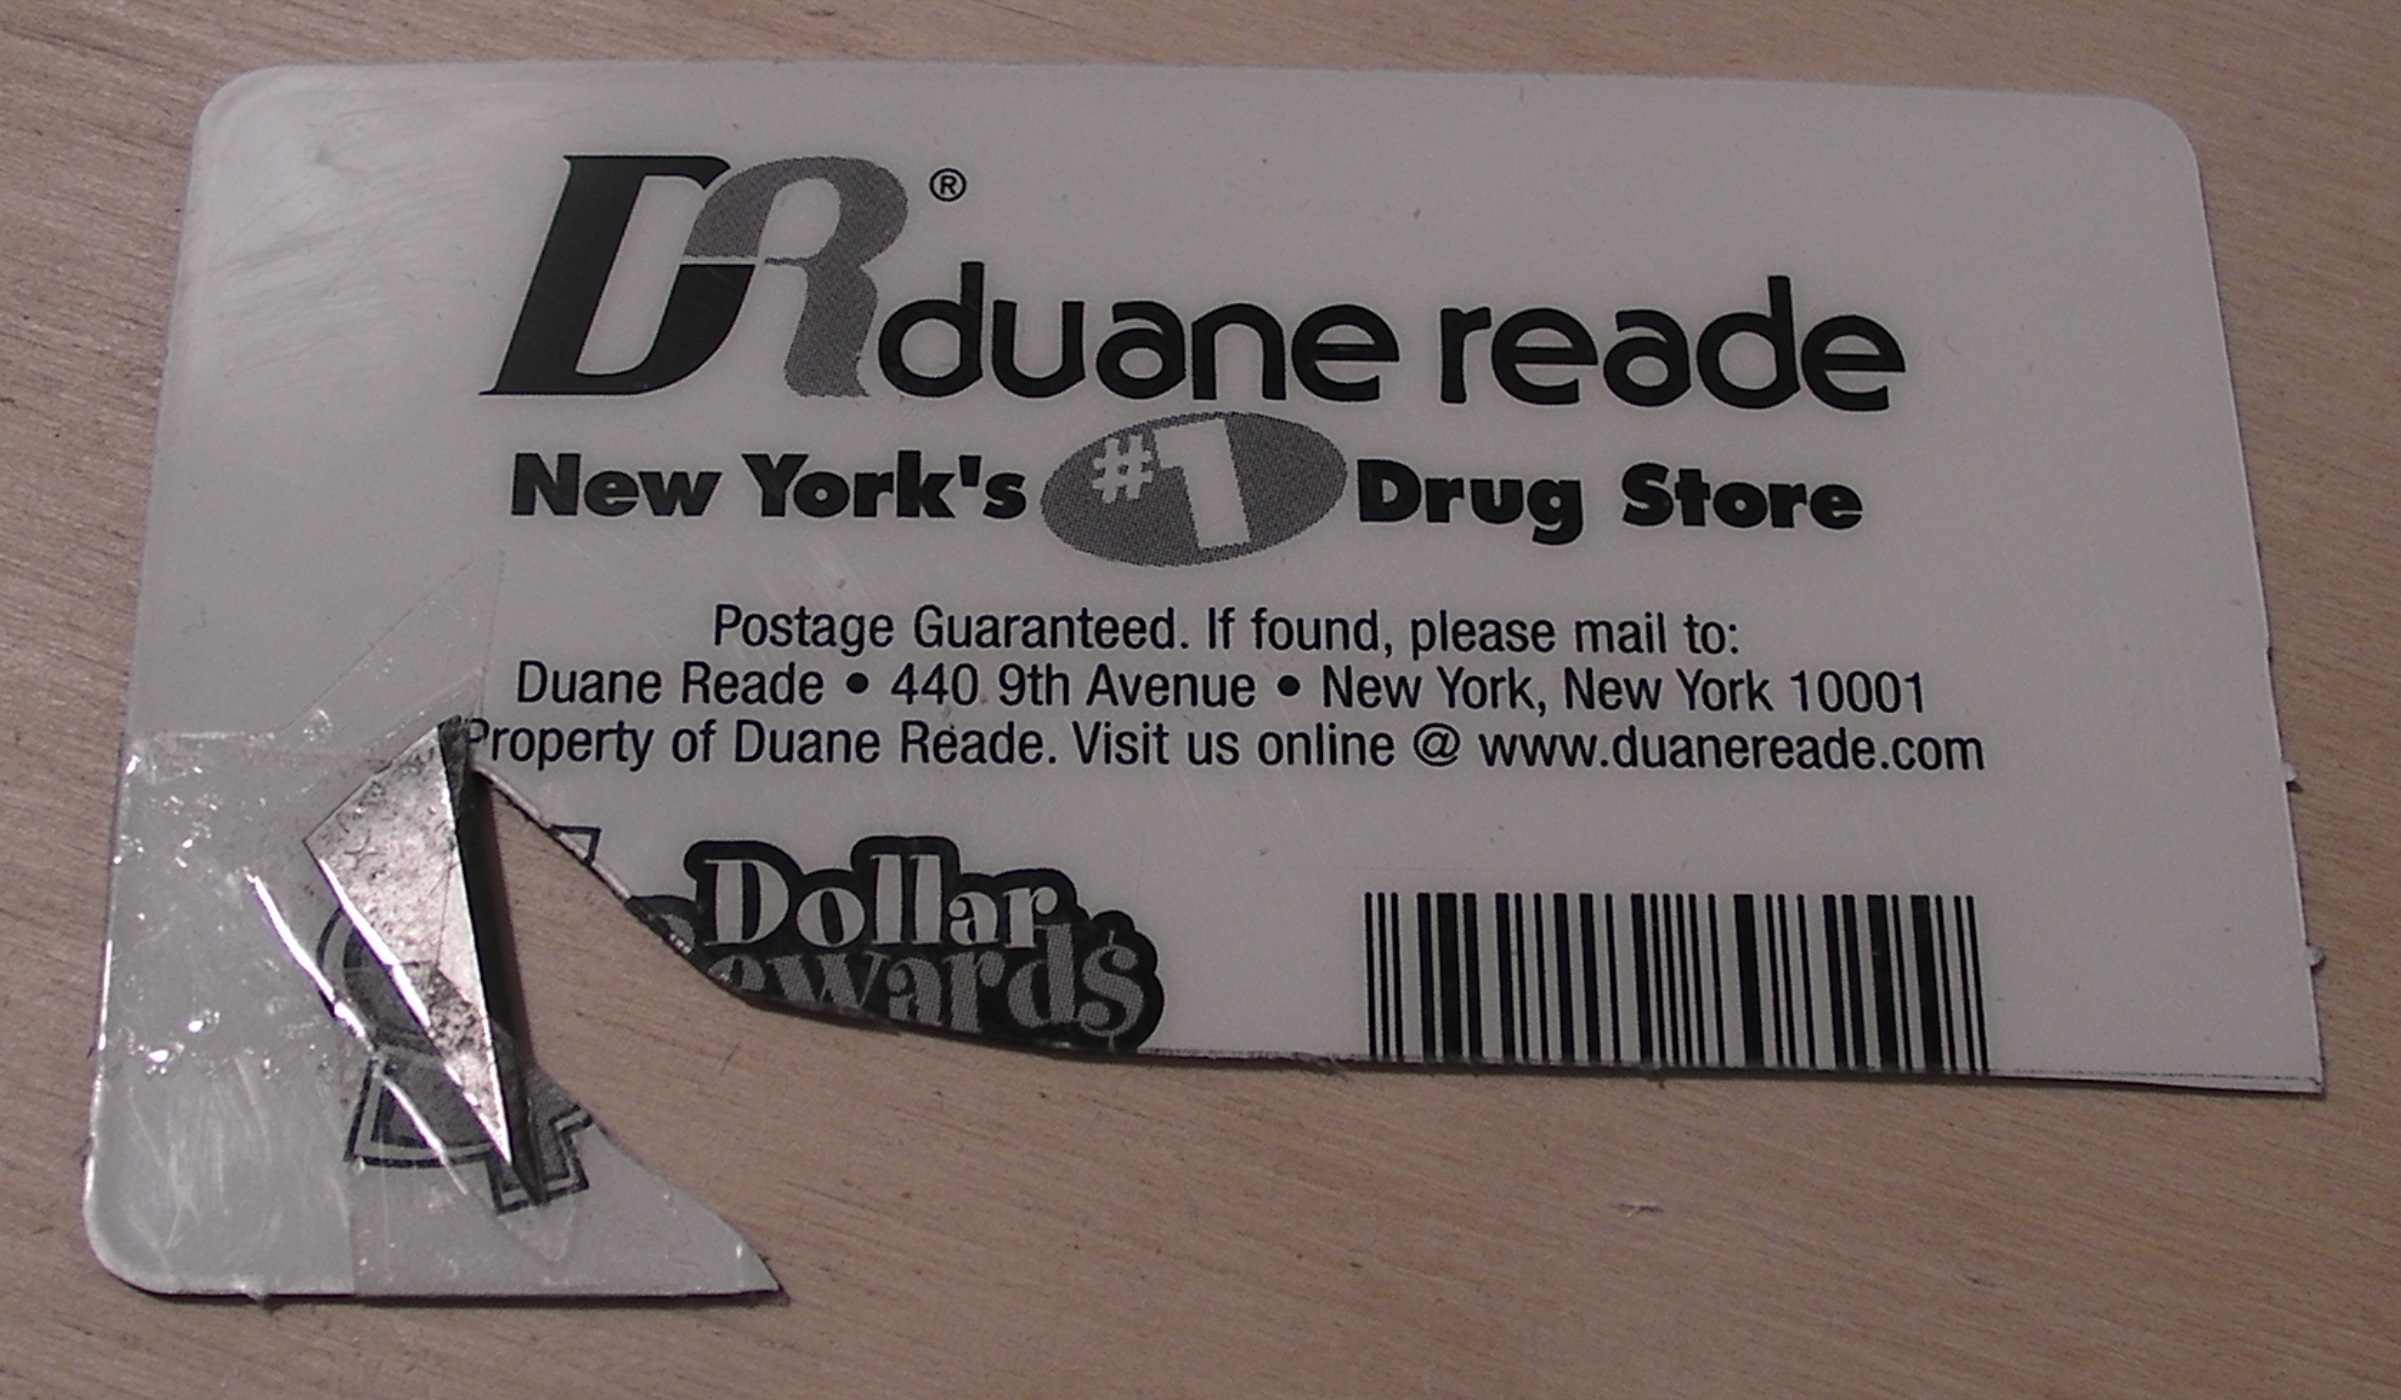 DR®
duane reade
New York's #1 Drug Store
Postage Guaranteed. If found, please mail to:
Duane Reade • 440 9th Avenue • New York, New York 10001
Property of Duane Reade. Visit us online @ www.duanereade.com
Dollar
ewards